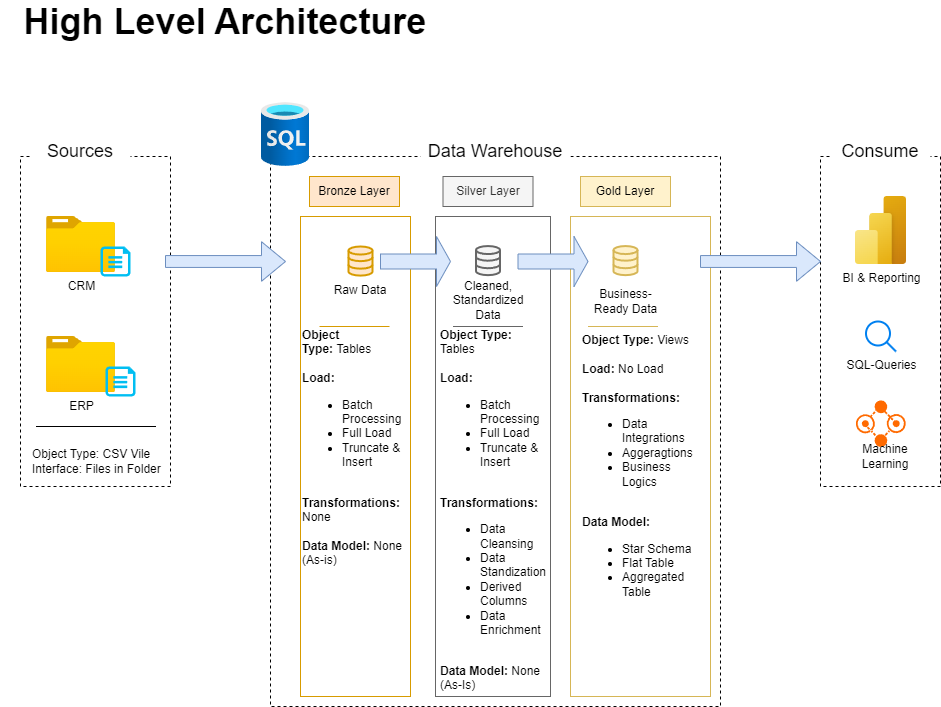 High Level Architecture
SQL
Sources
Data Warehouse
Consume
Bronze Layer
Silver Layer
Gold Layer
CRM
ERP
Object Type: CSV Vile
Interface: Files in Folder
Raw Data
Object
Type: Tables
Load:
Batch
Processing
Full Load
Truncate &
Insert
Transformations:
None
Data Model: None
(As-is)
Cleaned,
Standardized
Data
Object Type:
Tables
Load:
Batch
Processing
Full Load
Truncate &
Insert
Transformations:
Data
Cleansing
Data
Standization
Derived
Columns
Data
Enrichment
Data Model: None
(As-Is)
Business-
Ready Data
Object Type: Views
Load: No Load
Transformations:
Data
Integrations
Aggeragtions
Business
Logics
Data Model:
Star Schema
Flat Table
Aggregated
Table
BI & Reporting
SQL-Queries
Machine
Learning